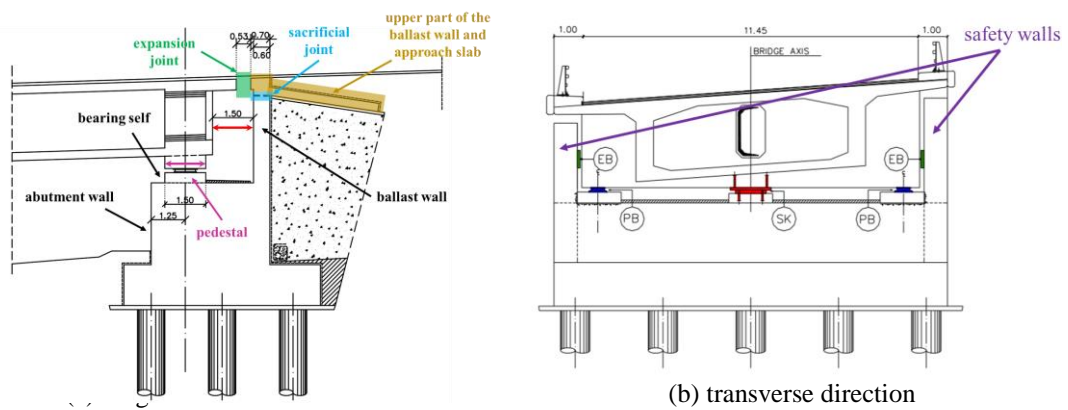 upper part of the
ballast wall and
approach slab
0.53 0.70
sacrificial
joint
expansion
joint
0.60
1.50
bearing self
abutment wall
ballast wall
1.50
1.25
pedestal
1.00
11.45
1.00
safety walls
BRIDGE AXIS
EB
EB
PB
SK
PB
(b) transverse direction